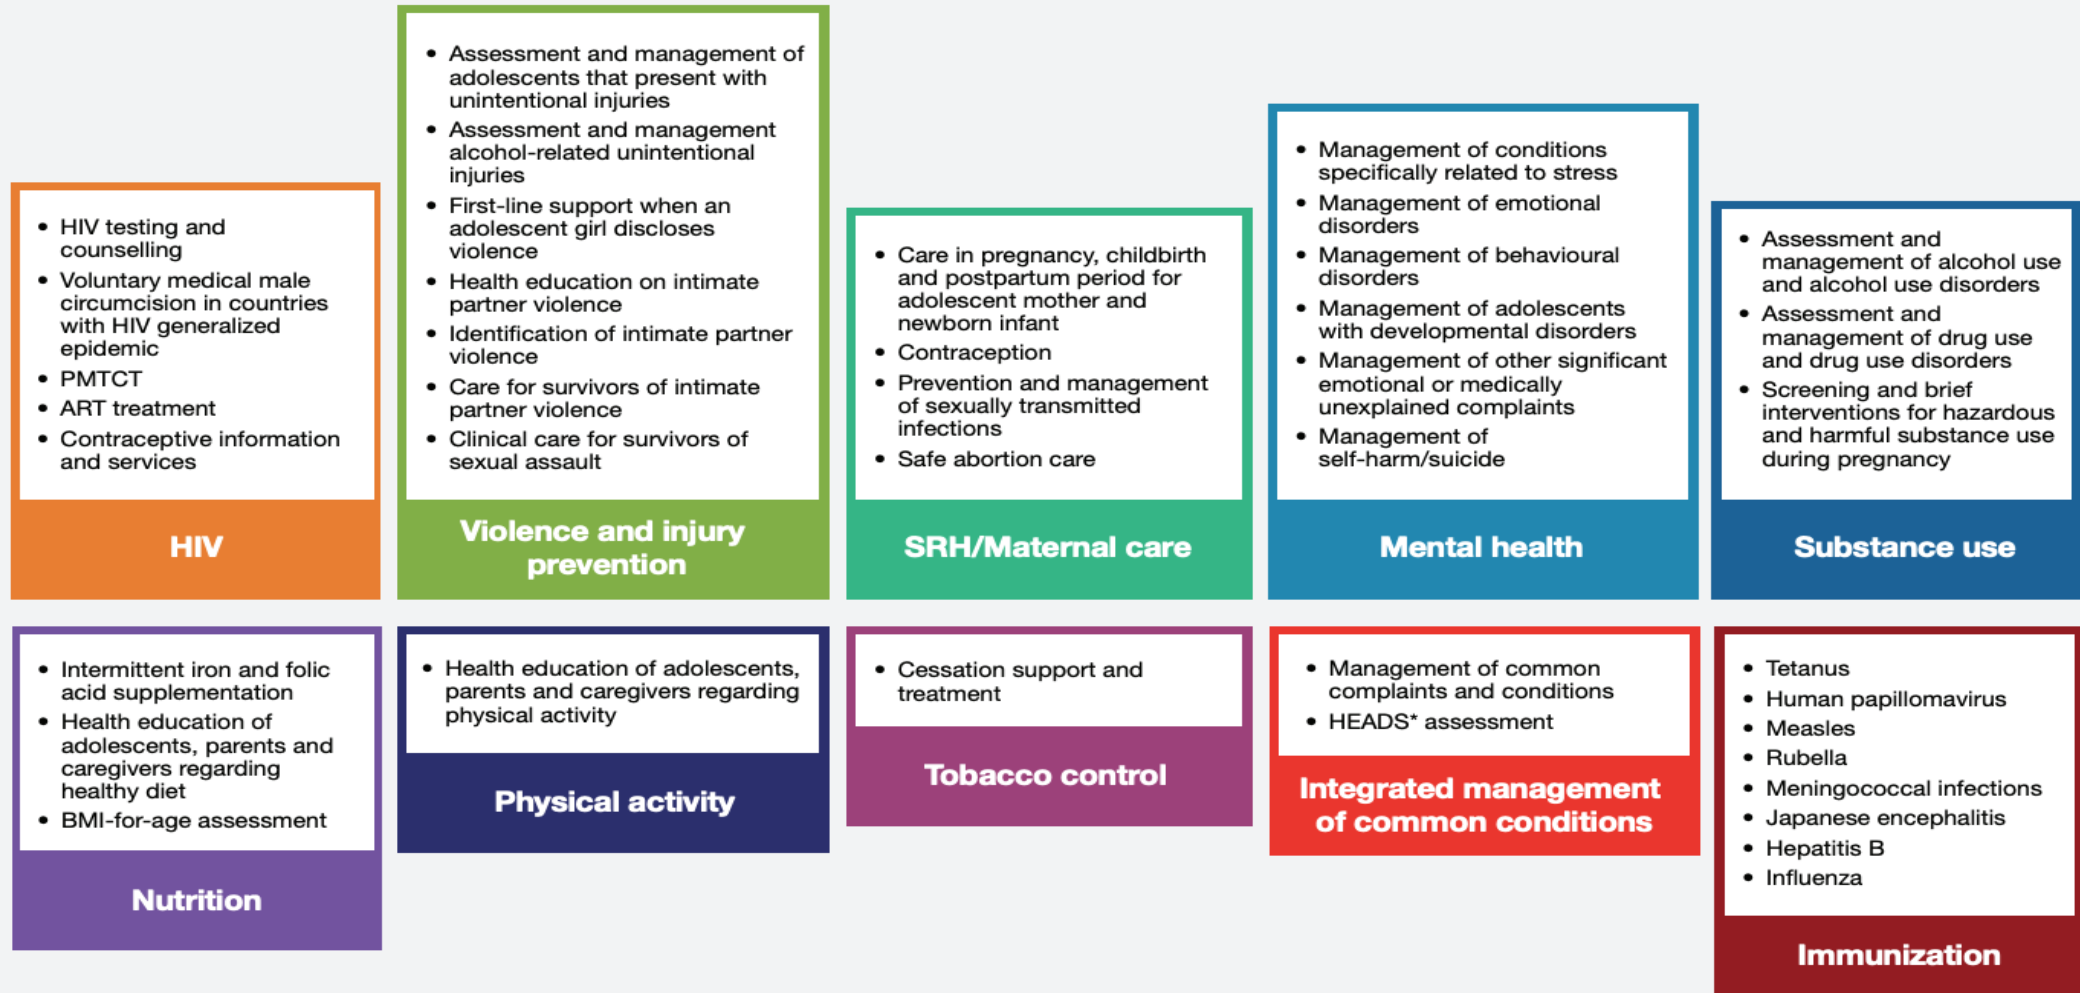 • HIV testing and
counselling
• Voluntary medical male
circumcision in countries
with HIV generalized
epidemic
• PMTCT
• ART treatment
• Contraceptive information
and services
HIV
• Assessment and management of
adolescents that present with
unintentional injuries
• Assessment and management
alcohol-related unintentional
injuries
• First-line support when an
adolescent girl discloses
violence
• Health education on intimate
partner violence
• Identification of intimate partner
violence
• Care for survivors of intimate
partner violence
• Clinical care for survivors of
sexual assault
Violence and injury
prevention
• Care in pregnancy, childbirth
and postpartum period for
adolescent mother and
newborn infant
• Contraception
• Prevention and management
of sexually transmitted
infections
• Safe abortion care
SRH/Maternal care
• Management of conditions
specifically related to stress
• Management of emotional
disorders
• Management of behavioural
disorders
• Management of adolescents
with developmental disorders
• Management of other significant
emotional or medically
unexplained complaints
• Management of
self-harm/suicide
Mental health
• Assessment and
management of alcohol use
and alcohol use disorders
• Assessment and
management of drug use
and drug use disorders
• Screening and brief
interventions for hazardous
and harmful substance use
during pregnancy
Substance use
• Intermittent iron and folic
acid supplementation
• Health education of
adolescents, parents and
caregivers regarding
healthy diet
• BMI-for-age assessment
Nutrition
• Health education of adolescents,
parents and caregivers regarding
physical activity
Physical activity
• Cessation support and
treatment
Tobacco control
• Management of common
complaints and conditions
• HEADS* assessment
Integrated management
of common conditions
• Tetanus
• Human papillomavirus
• Measles
• Rubella
• Meningococcal infections
• Japanese encephalitis
• Hepatitis B
• Influenza
Immunization